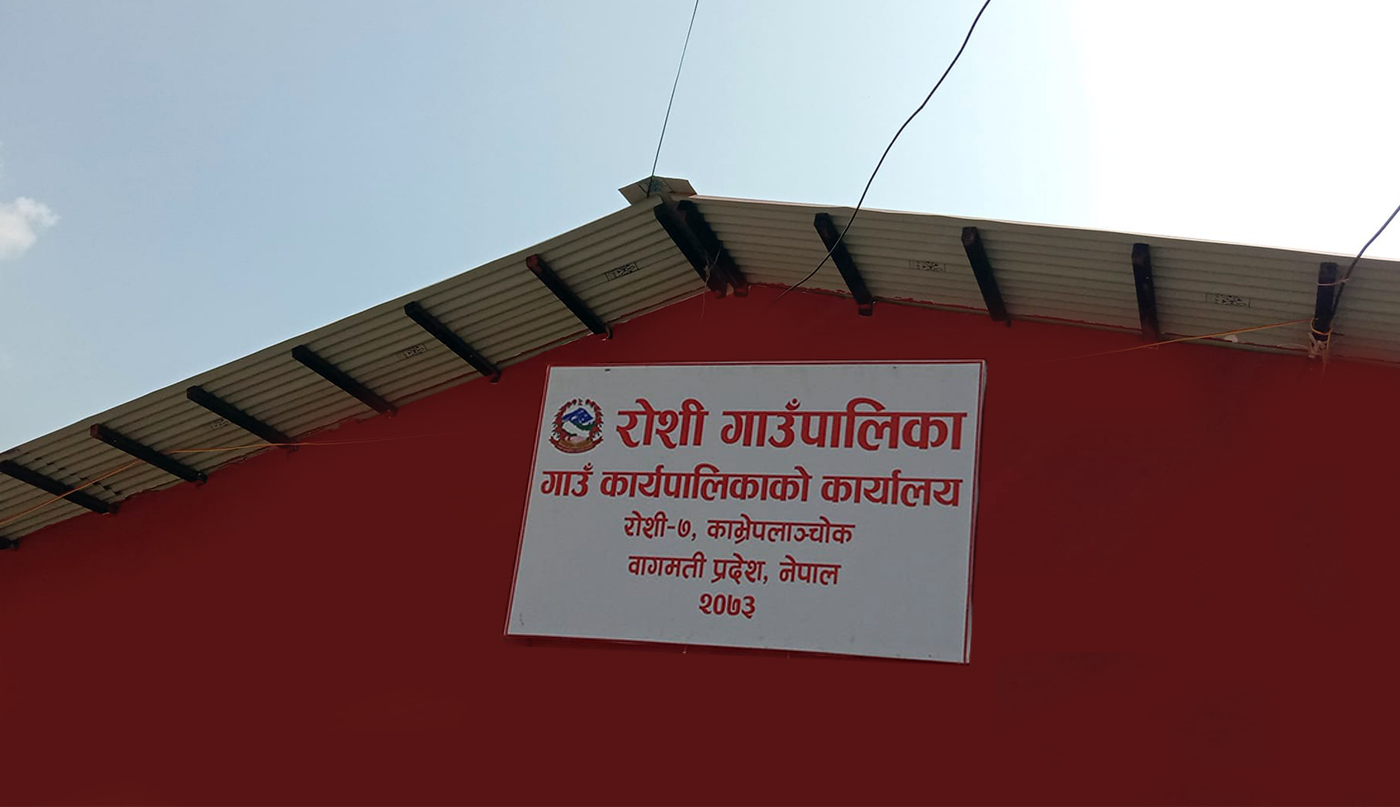 रोशी गाउँपालिका
गाउँ कार्यपालिकाको कार्यालय
रोशी-७, काभ्रेपलाञ्चोक
वागमती प्रदेश, नेपाल
२०७३